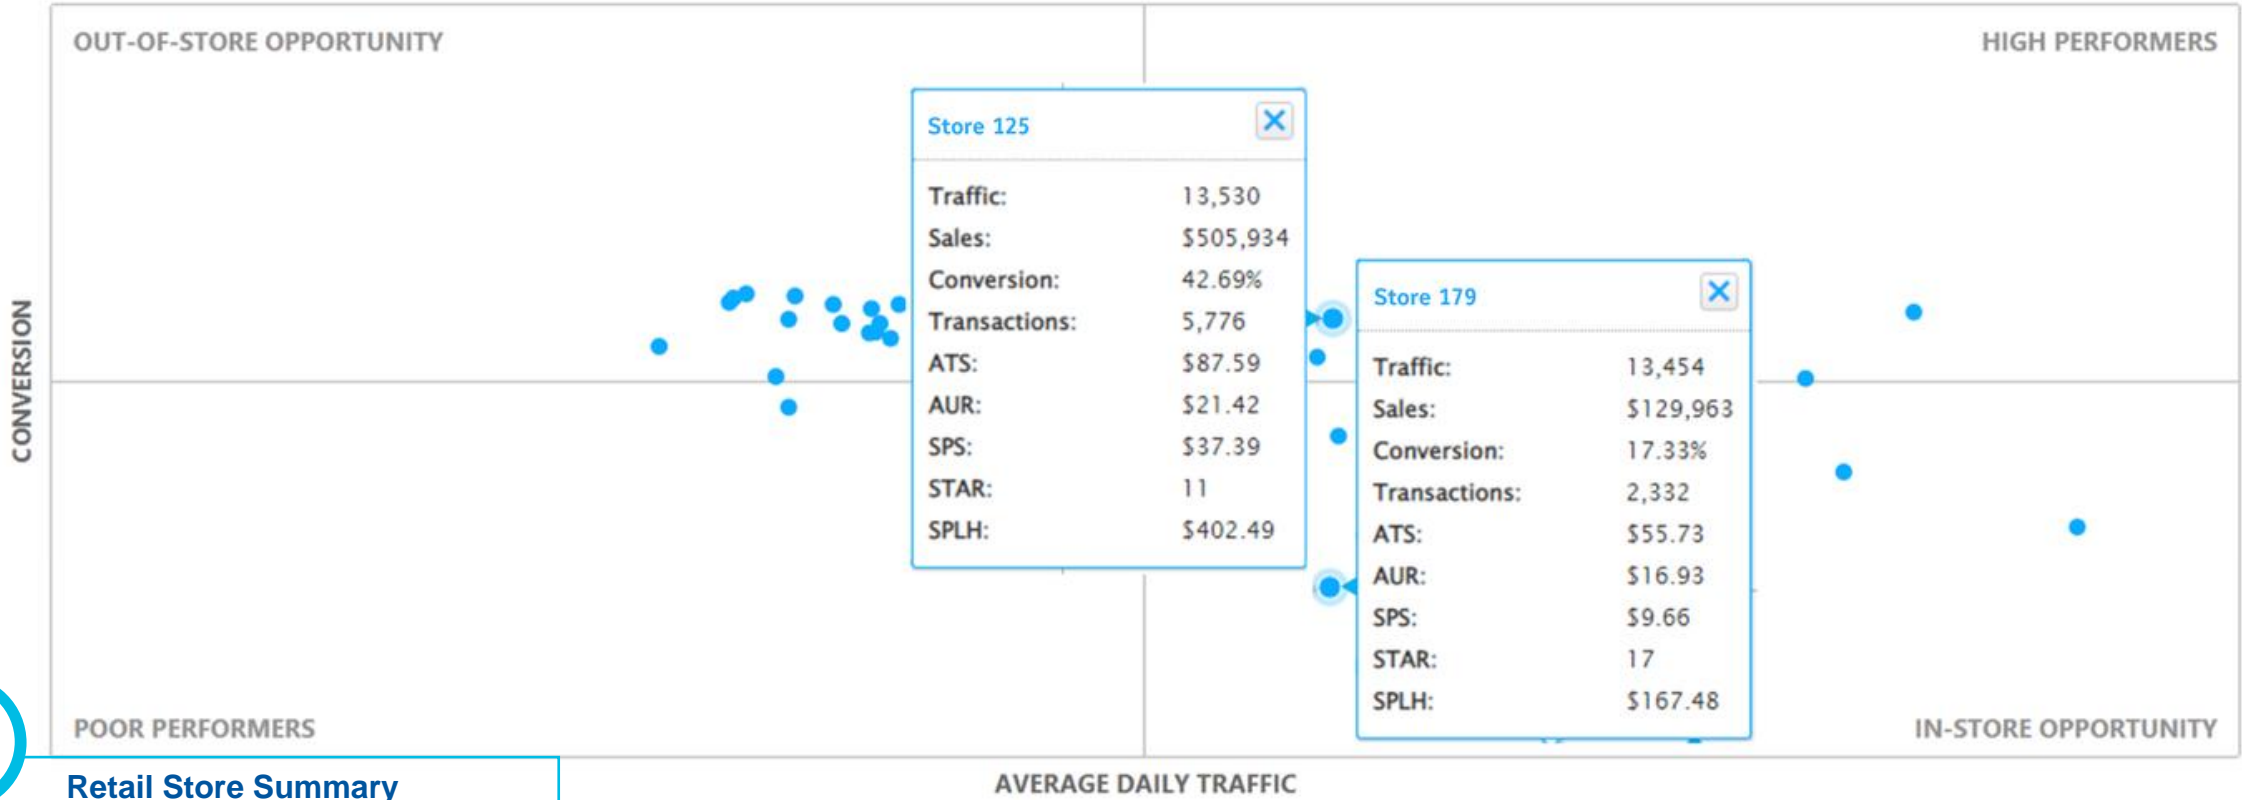 OUT-OF-STORE OPPORTUNITY
HIGH PERFORMERS
Store 125
Traffic: 13,530
Sales: $505,934
Conversion: 42.69%
Transactions: 5,776
ATS: $87.59
AUR: $21.42
SPS: $37.39
STAR: 11
SPLH: $402.49
Store 179
Traffic: 13,454
Sales: $129,963
Conversion: 17.33%
Transactions: 2,332
ATS: $55.73
AUR: $16.93
SPS: $9.66
STAR: 17
SPLH: $167.48
CONVERSION
POOR PERFORMERS
IN-STORE OPPORTUNITY
AVERAGE DAILY TRAFFIC
Retail Store Summary